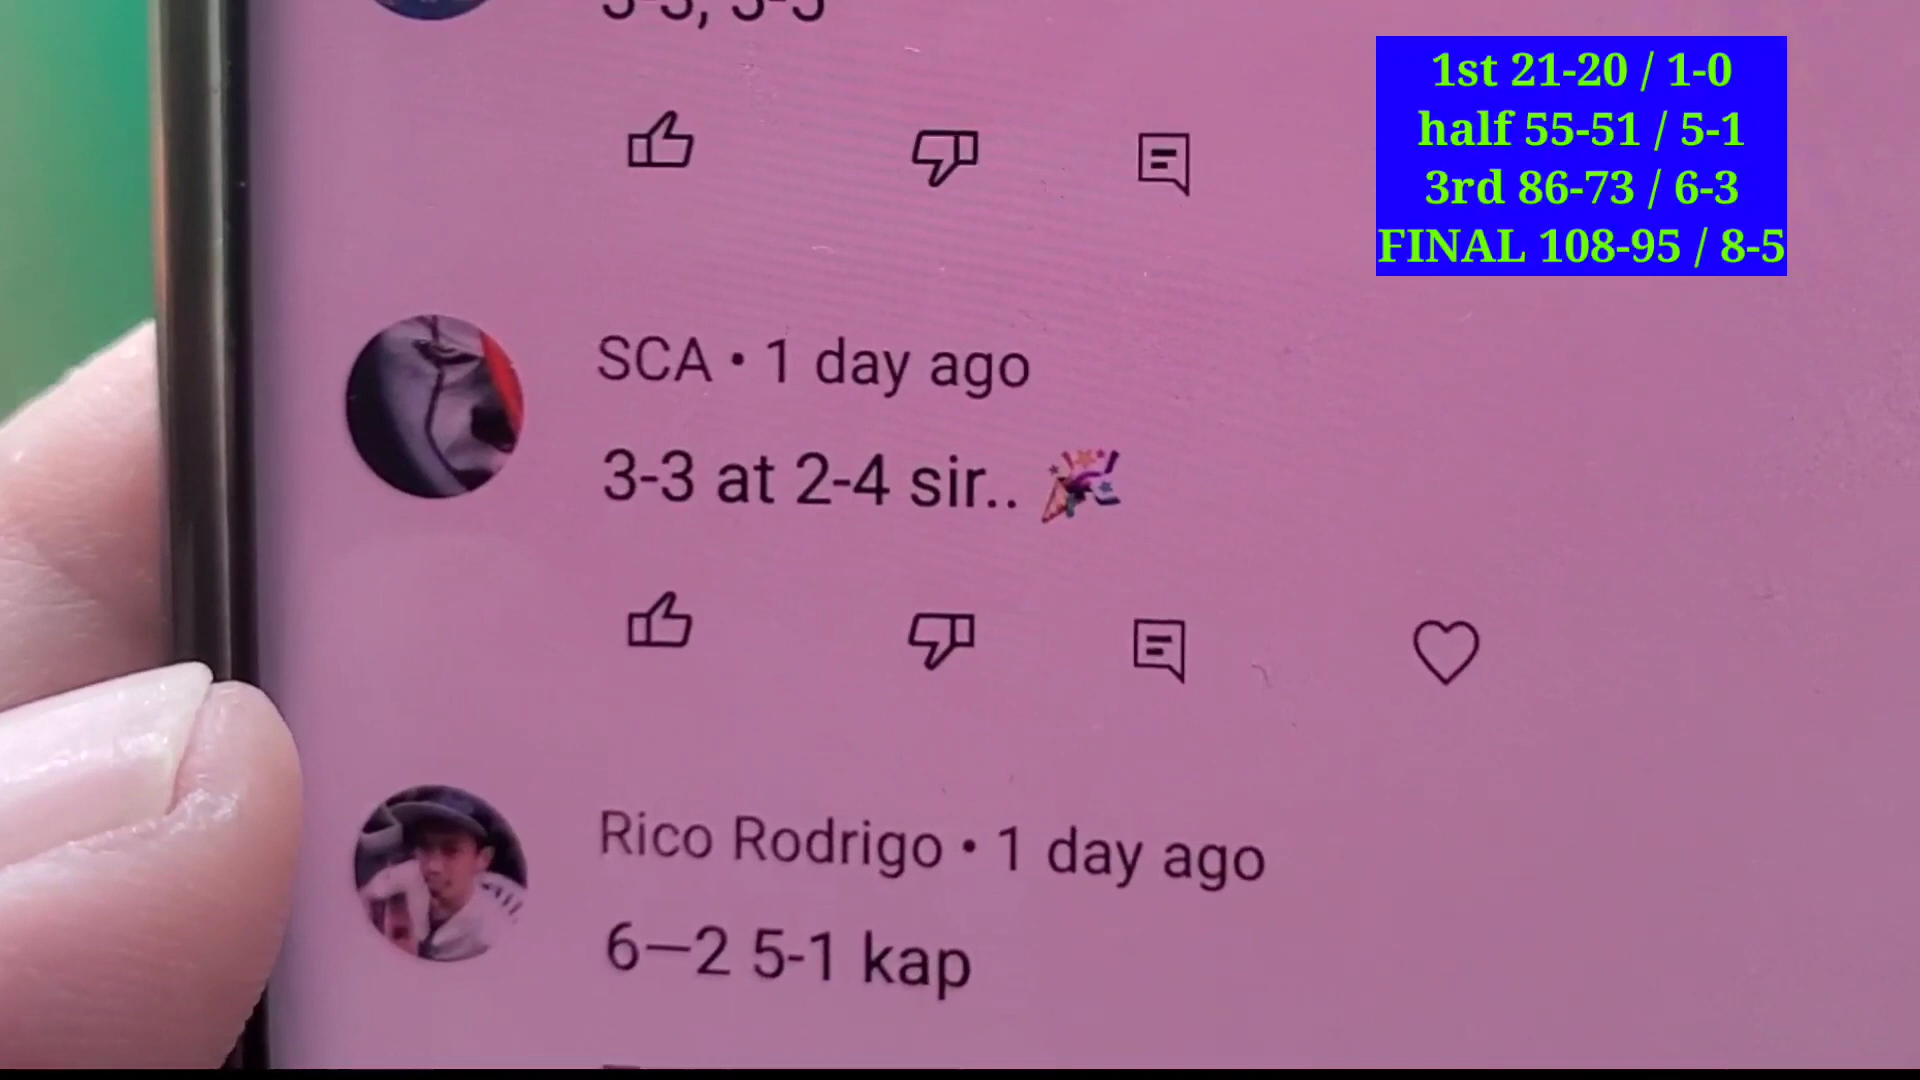 1st 21-20 / 1-0
half 55-51 / 5-1
3rd 86-73 / 6-3
FINAL 108-95 / 8-5
SCA • 1 day ago
3-3 at 2-4 sir.. 🎉
Rico Rodrigo • 1 day ago
6—2 5-1 kap